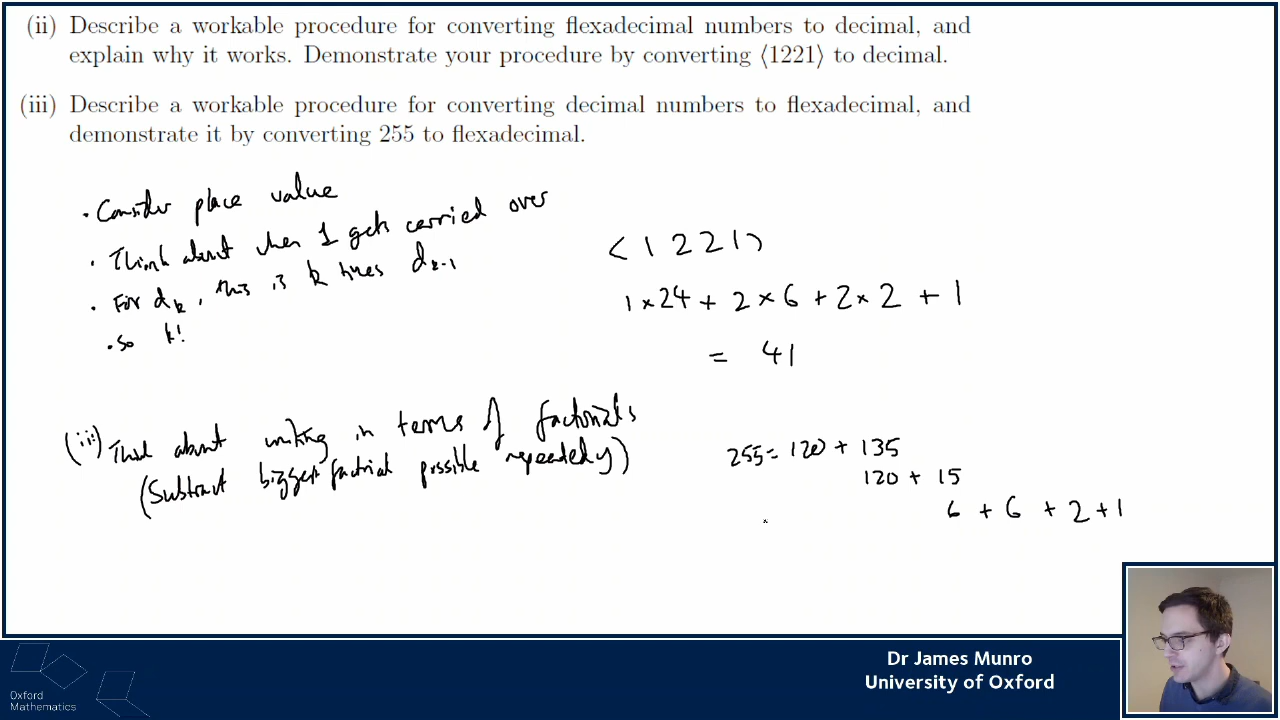 (ii) Describe a workable procedure for converting flexadecimal numbers to decimal, and
explain why it works. Demonstrate your procedure by converting ⟨1221⟩ to decimal.
(iii) Describe a workable procedure for converting decimal numbers to flexadecimal, and
demonstrate it by converting 255 to flexadecimal.
• Consider place value
• Think about when 1 gets carried over
• For d_k, this is k times d_{k-1}
• So k!
<1221>
1×24 + 2×6 + 2×2 + 1
= 41
(iii) Think about writing in terms of factorials
(Subtract biggest factorial possible repeatedly)
255 = 120 + 135
120 + 15
6 + 6 + 2 + 1
Oxford
Mathematics
Dr James Munro
University of Oxford